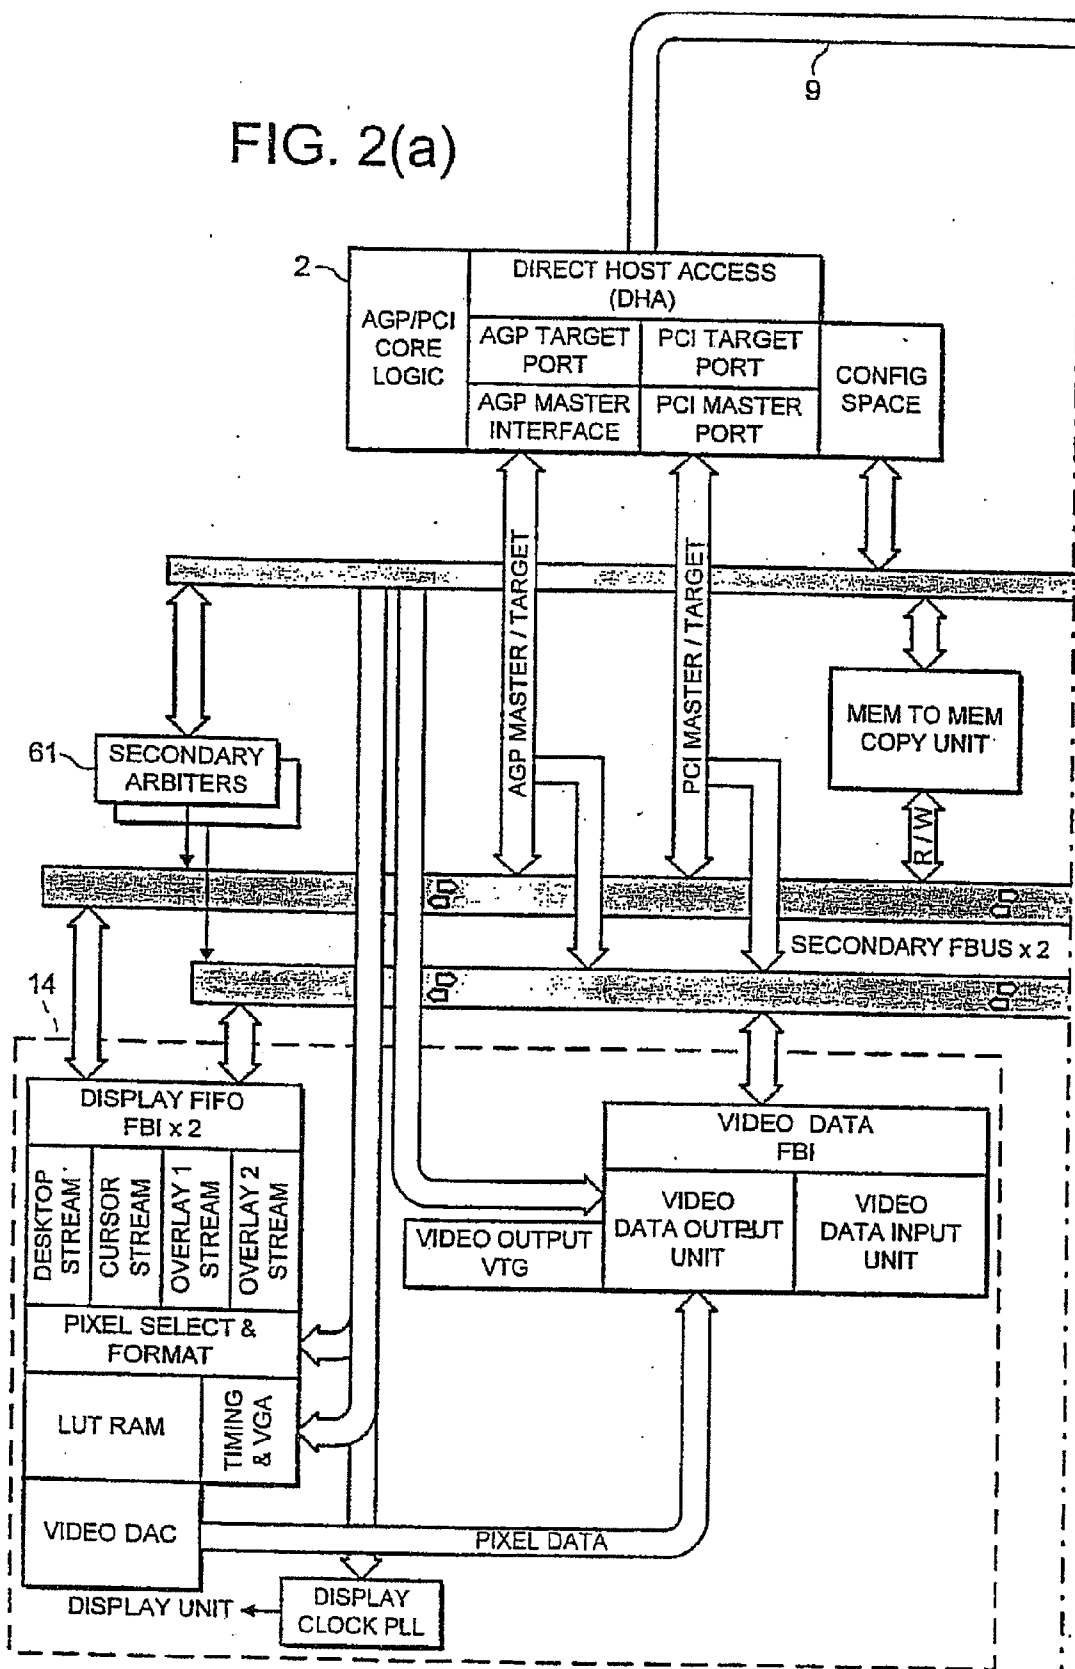 9
FIG. 2(a)
2
AGP/PCI
CORE
LOGIC
DIRECT HOST ACCESS
(DHA)
AGP TARGET
PORT
PCI TARGET
PORT
AGP MASTER
INTERFACE
PCI MASTER
PORT
CONFIG
SPACE
AGP MASTER / TARGET
PCI MASTER / TARGET
MEM TO MEM
COPY UNIT
R / W
61
SECONDARY
ARBITERS
SECONDARY FBUS x 2
14
DISPLAY FIFO
FBI x 2
DESKTOP
STREAM
CURSOR
STREAM
OVERLAY 1
STREAM
OVERLAY 2
STREAM
PIXEL SELECT &
FORMAT
LUT RAM
TIMING
& VGA
VIDEO DAC
VIDEO DATA
FBI
VIDEO
DATA OUTPUT
UNIT
VIDEO
DATA INPUT
UNIT
VIDEO OUTPUT
VTG
PIXEL DATA
DISPLAY UNIT
DISPLAY
CLOCK PLL